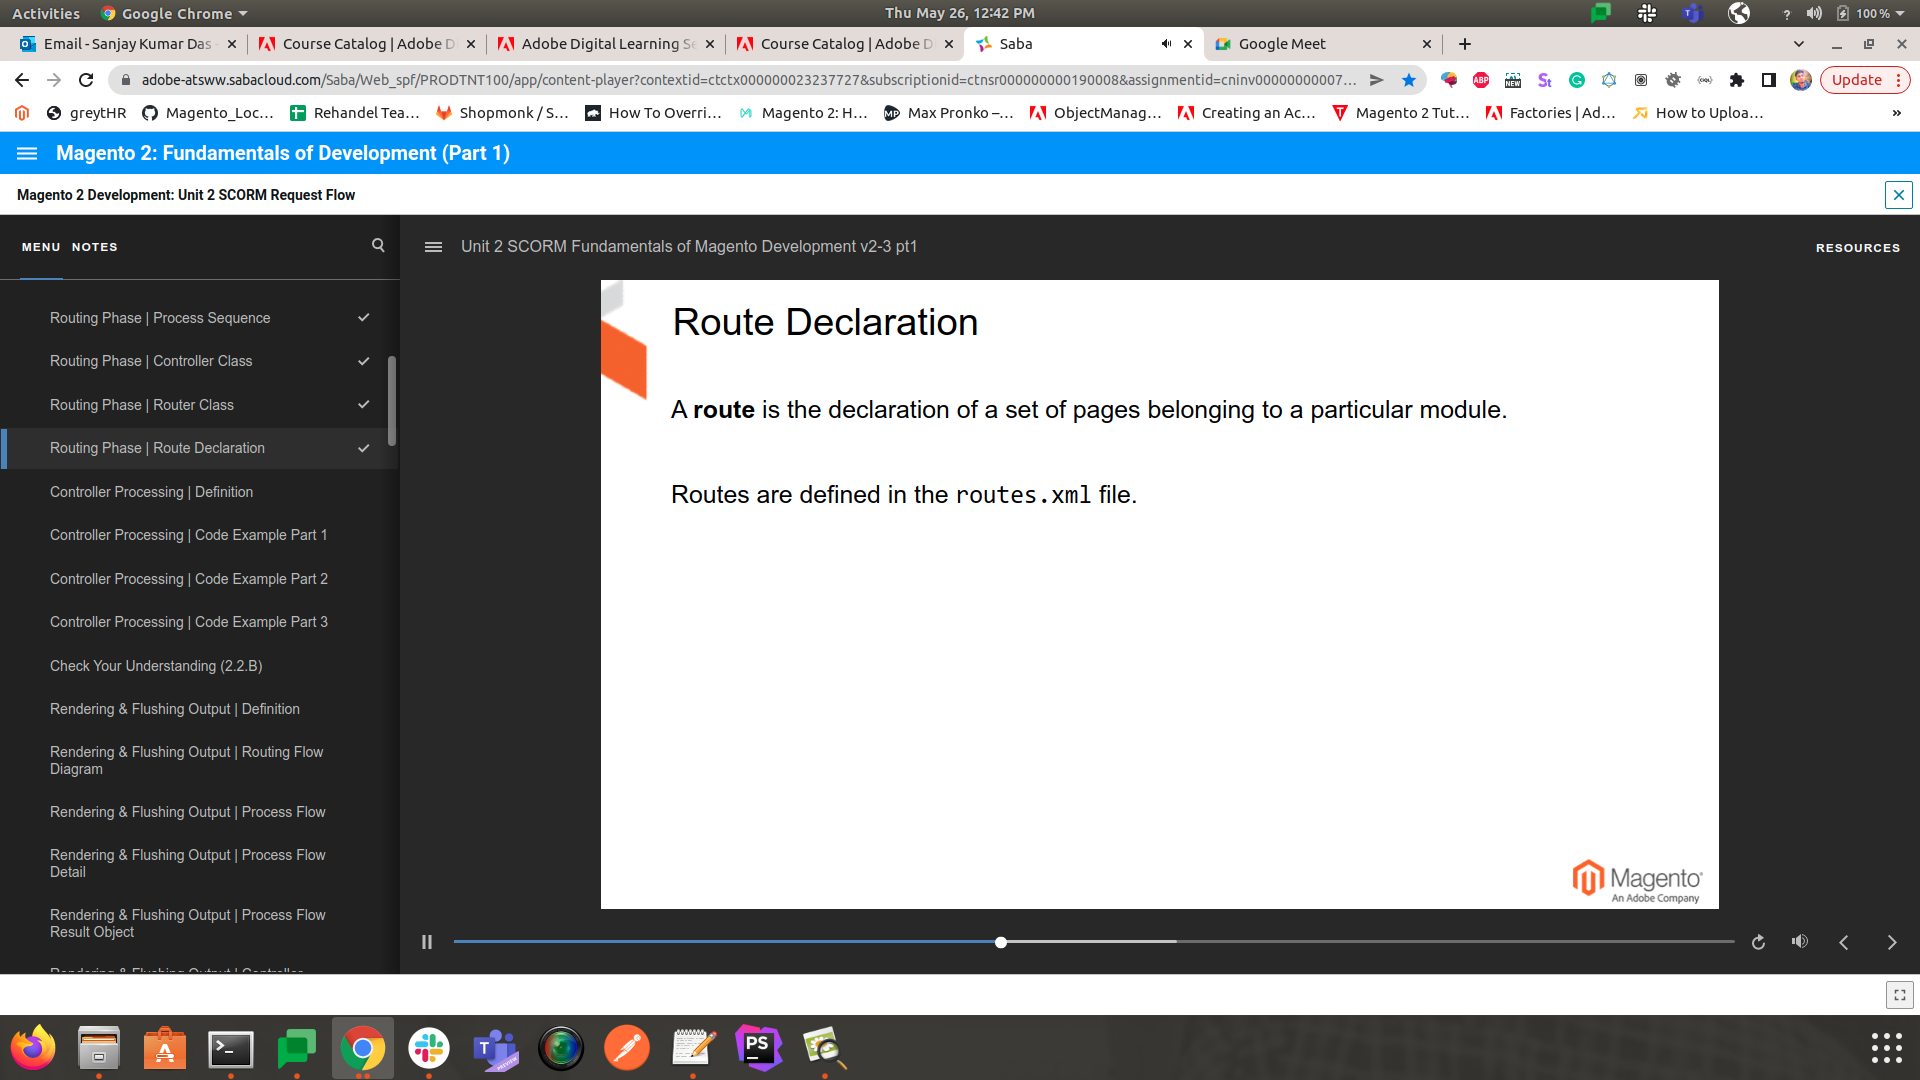 Activities Google Chrome Thu May 26, 12:42 PM ? 100 %
Email - Sanjay Kumar Das Course Catalog | Adobe D Adobe Digital Learning Se Course Catalog | Adobe D Saba Google Meet
adobe-atsww.sabacloud.com/Saba/Web_spf/PRODTNT100/app/content-player?contextid=ctctx000000023237727&subscriptionid=ctnsr000000000190008&assignmentid=cninv00000000007... Update
greyTHR Magento_Loc... Rehandel Tea... Shopmonk / S... How To Overri... Magento 2: H... Max Pronko –... ObjectManag... Creating an Ac... Magento 2 Tut... Factories | Ad... How to Uploa... »
Magento 2: Fundamentals of Development (Part 1)
Magento 2 Development: Unit 2 SCORM Request Flow
MENU NOTES
Unit 2 SCORM Fundamentals of Magento Development v2-3 pt1
RESOURCES
Routing Phase | Process Sequence
Routing Phase | Controller Class
Routing Phase | Router Class
Routing Phase | Route Declaration
Controller Processing | Definition
Controller Processing | Code Example Part 1
Controller Processing | Code Example Part 2
Controller Processing | Code Example Part 3
Check Your Understanding (2.2.B)
Rendering & Flushing Output | Definition
Rendering & Flushing Output | Routing Flow
Diagram
Rendering & Flushing Output | Process Flow
Rendering & Flushing Output | Process Flow
Detail
Rendering & Flushing Output | Process Flow
Result Object
Rendering & Flushing Output | Controller
Route Declaration
A route is the declaration of a set of pages belonging to a particular module.
Routes are defined in the routes.xml file.
Magento
An Adobe Company